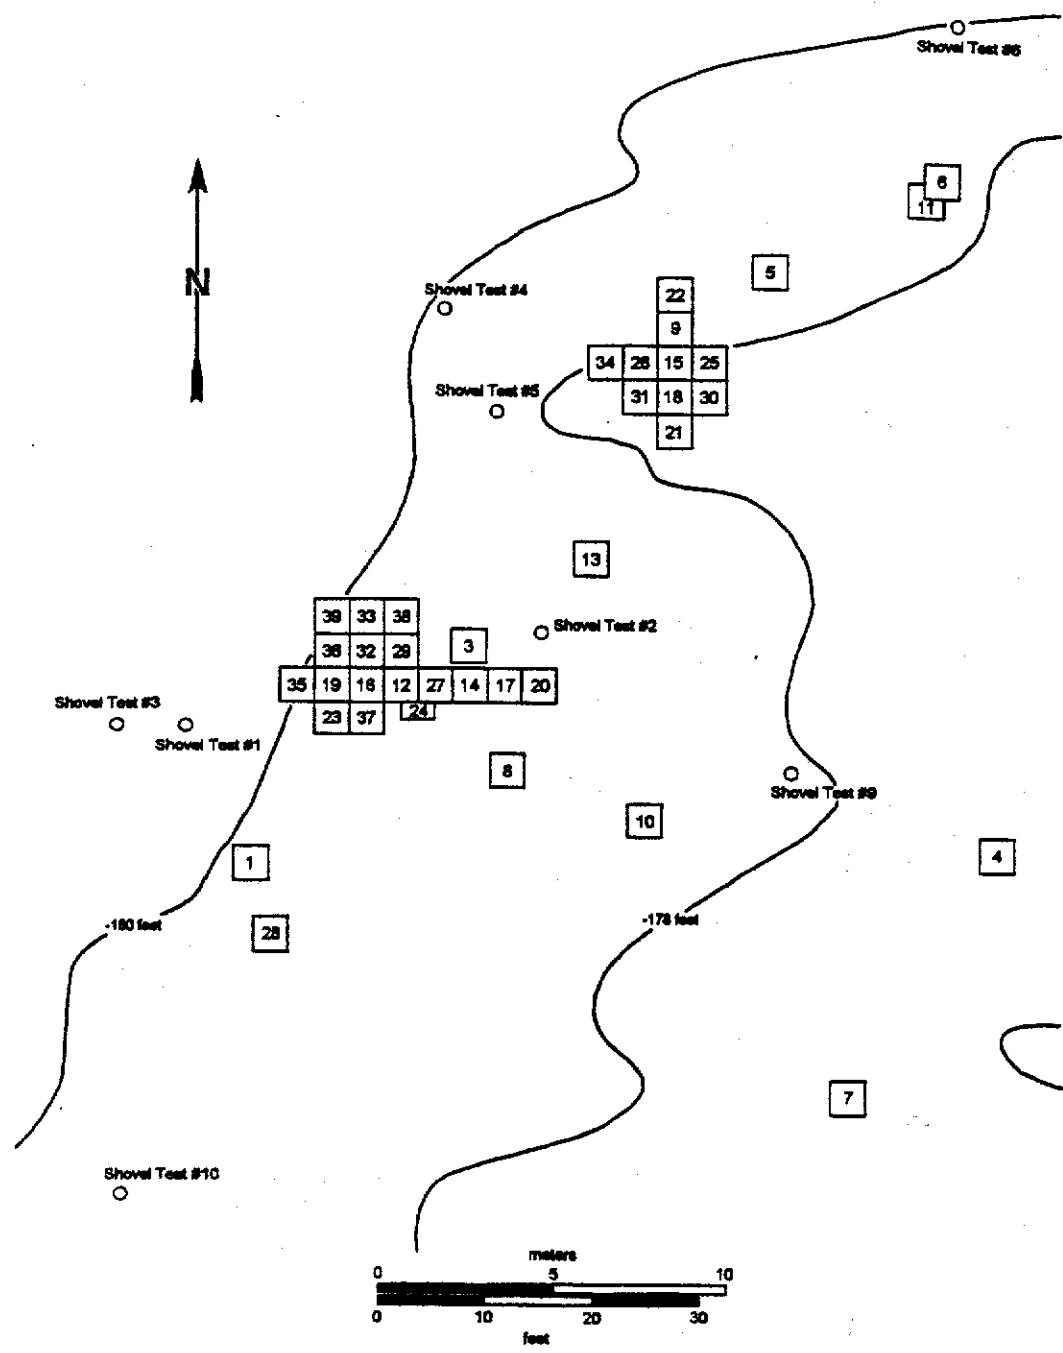 Shovel Test #6
6
11
N
5
Shovel Test #4
22
9
34 26 15 25
Shovel Test #5
31 18 30
21
13
39 33 38
Shovel Test #2
3
36 32 29
35 19 16 12 27 14 17 20
Shovel Test #3
23 37
24
Shovel Test #1
8
Shovel Test #9
10
1
4
-180 feet
-178 feet
28
7
Shovel Test #10
meters
0 5 10
0 10 20 30
feet